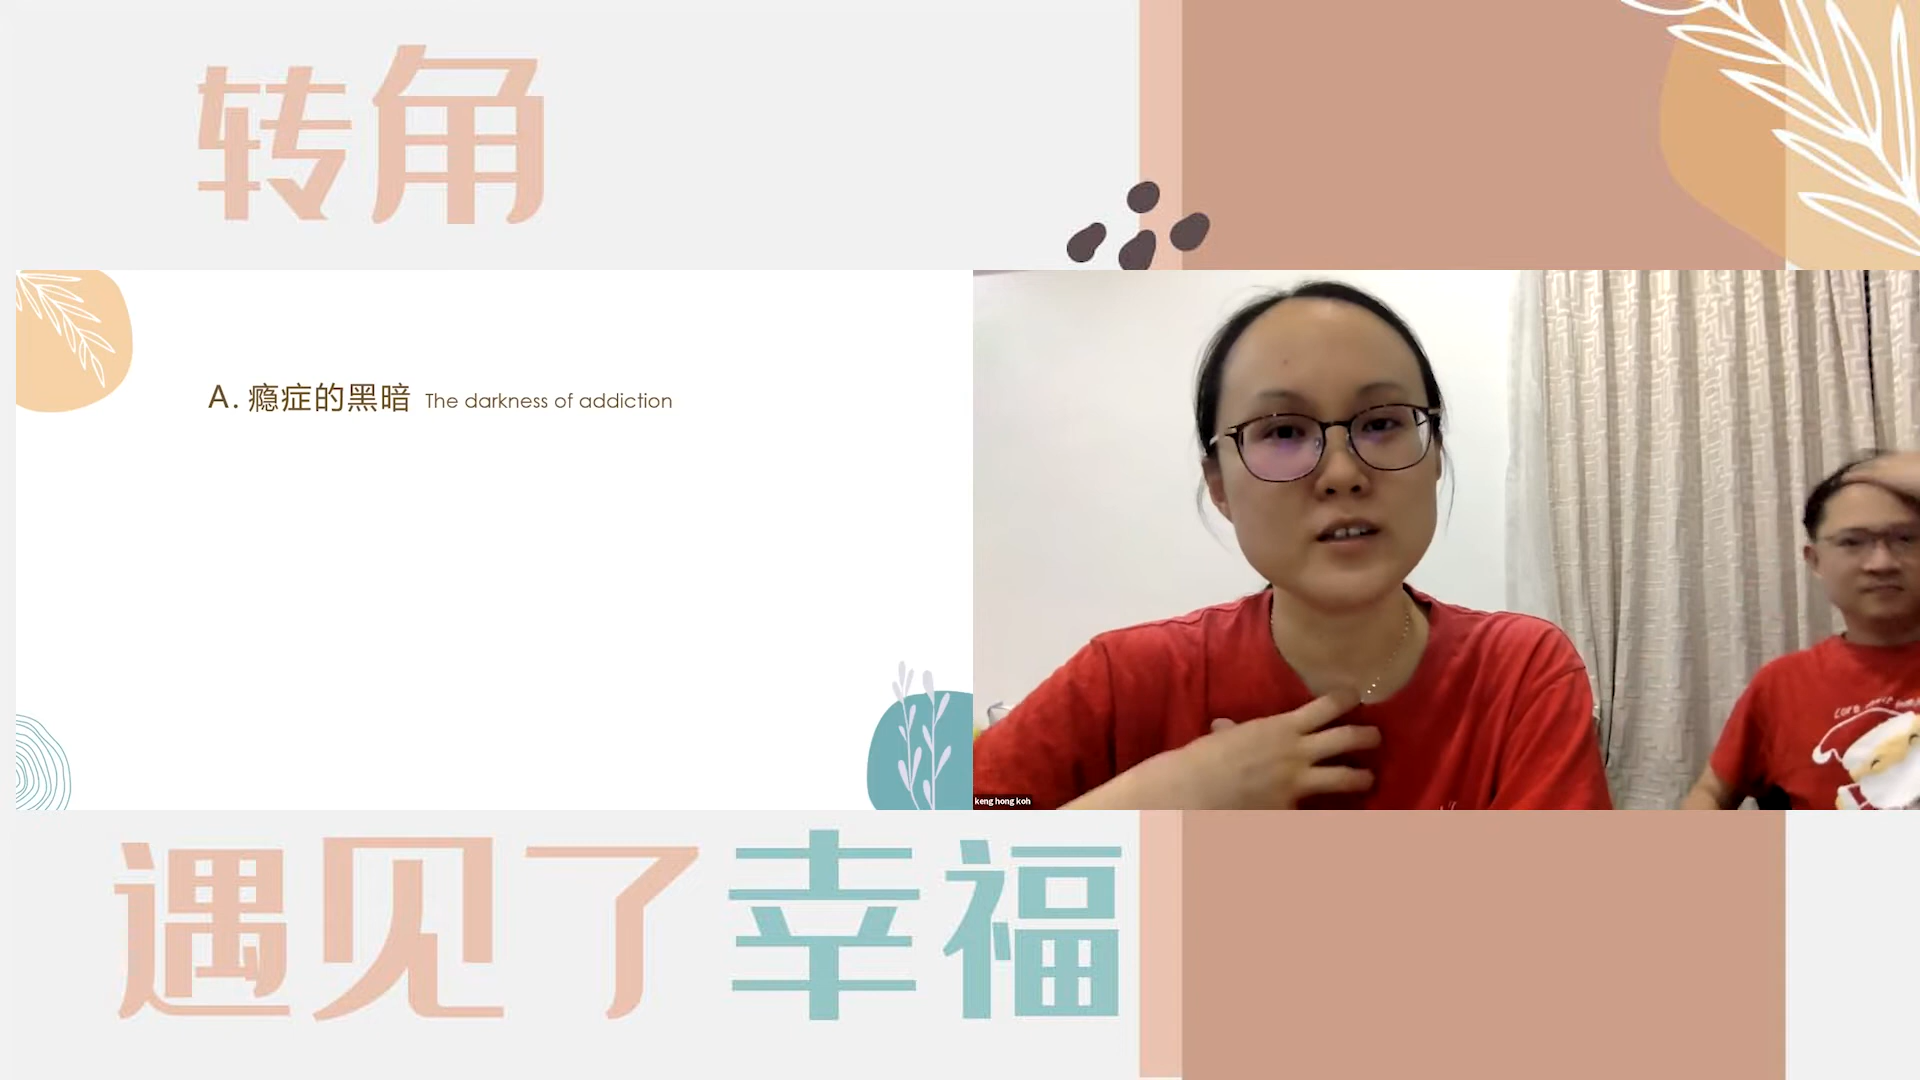 转角
A. 瘾症的黑暗 The darkness of addiction
keng hong koh
遇见了幸福